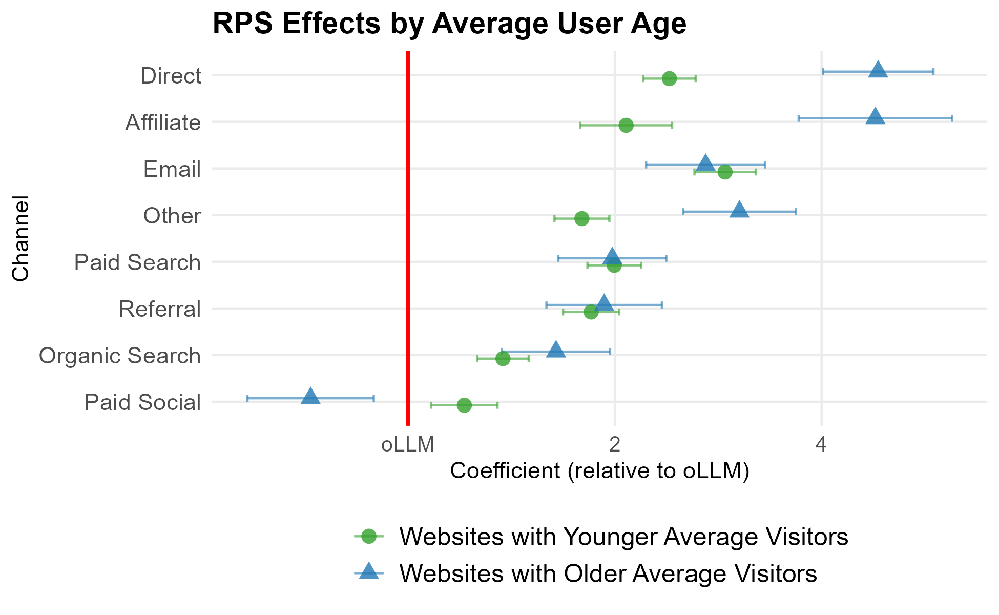 RPS Effects by Average User Age
Channel
Direct
Affiliate
Email
Other
Paid Search
Referral
Organic Search
Paid Social
oLLM 2 4
Coefficient (relative to oLLM)
Websites with Younger Average Visitors
Websites with Older Average Visitors